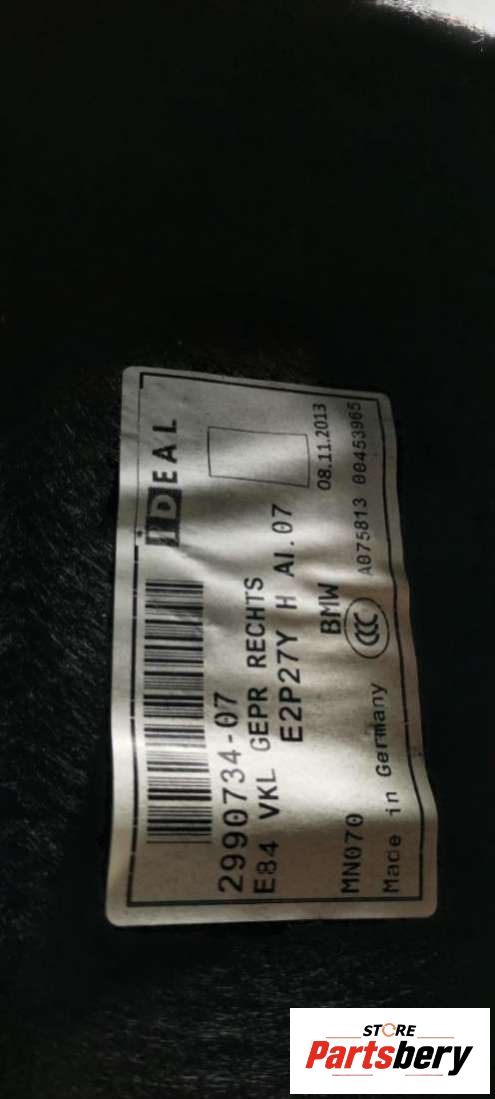 IDEAL
2990734-07
E84 VKL GEPR RECHTS
E2P27Y H AI.07
08.11.2013
BMW
MN070
CCC
A075813 00453965
Made in Germany
STORE
Partsbery